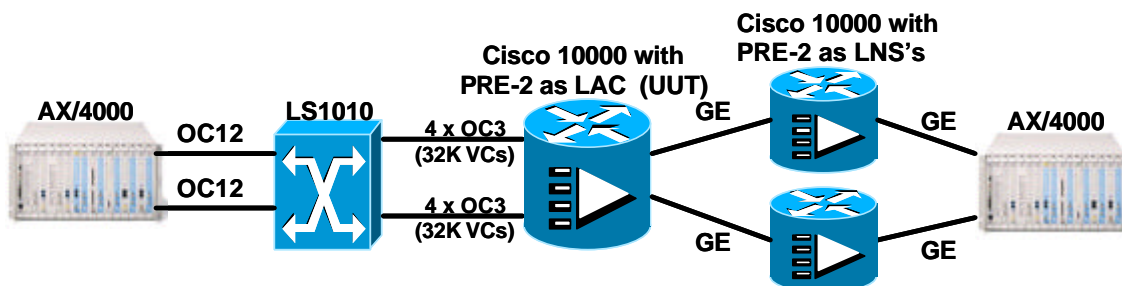 AX/4000
OC12
OC12
LS1010
4 x OC3
(32K VCs)
4 x OC3
(32K VCs)
Cisco 10000 with
PRE-2 as LAC (UUT)
GE
GE
Cisco 10000 with
PRE-2 as LNS's
GE
GE
AX/4000